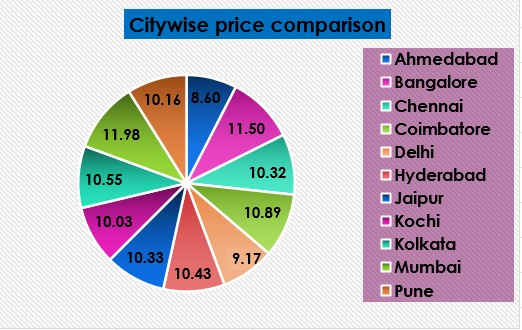 Citywise price comparison
10.16
8.60
11.98
11.50
10.55
10.32
10.03
10.89
10.33
10.43
9.17
Ahmedabad
Bangalore
Chennai
Coimbatore
Delhi
Hyderabad
Jaipur
Kochi
Kolkata
Mumbai
Pune